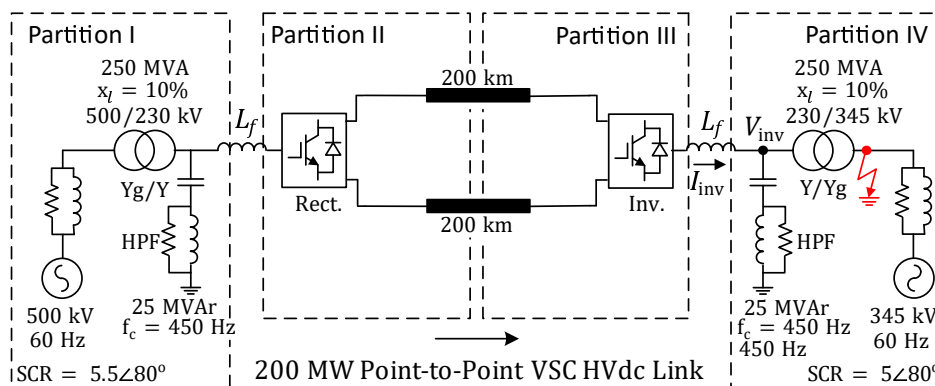 Partition I
Partition II
Partition III
Partition IV
250 MVA
x_l = 10%
500/230 kV
Yg/Y
L_f
HPF
500 kV
60 Hz
25 MVAr
f_c = 450 Hz
SCR = 5.5∠80°
Rect.
200 km
200 km
Inv.
L_f
I_inv
V_inv
250 MVA
x_l = 10%
230/345 kV
Y/Yg
HPF
25 MVAr
f_c = 450 Hz
450 Hz
345 kV
60 Hz
SCR = 5∠80°
200 MW Point-to-Point VSC HVdc Link